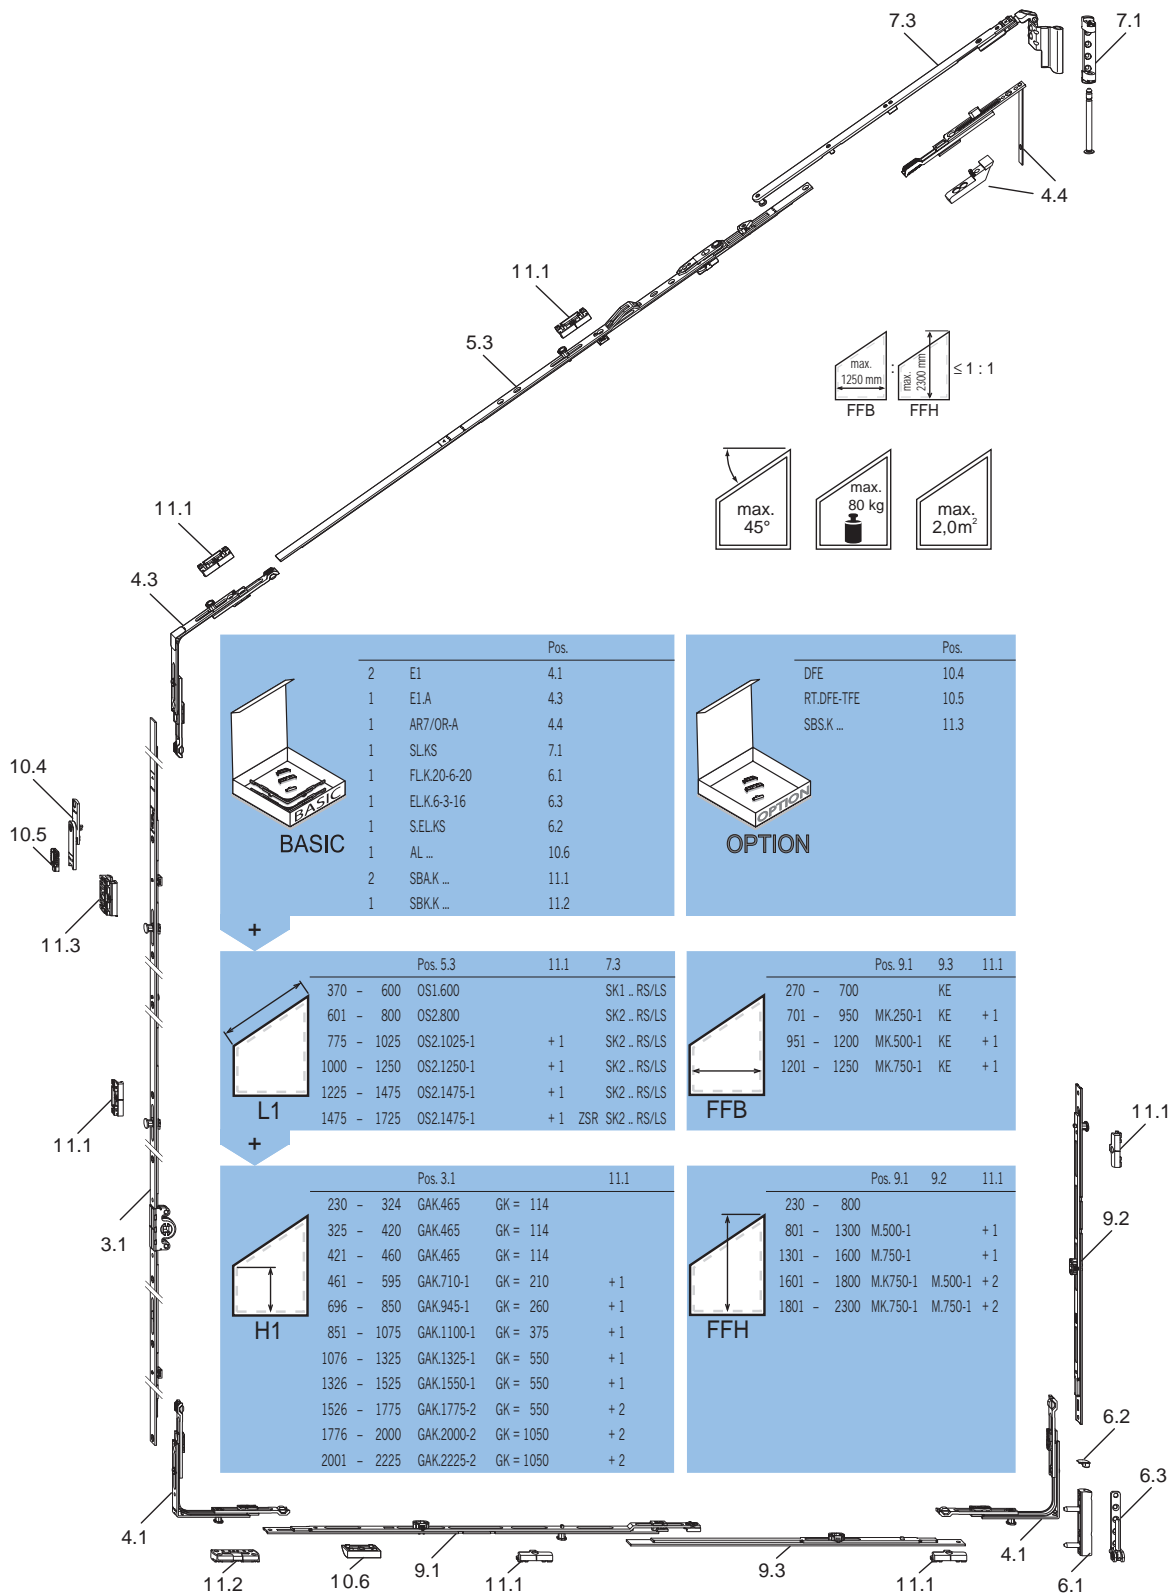 7.3
7.1
4.4
11.1
5.3
max.
1250 mm
:
max.
2300 mm
≤ 1 : 1
FFB
FFH
max.
45°
max.
80 kg
max.
2,0m²
11.1
4.3
Pos.
2 E1 4.1
1 E1.A 4.3
1 AR7/OR-A 4.4
1 SL.KS 7.1
1 FL.K.20-6-20 6.1
1 EL.K.6-3-16 6.3
1 S.EL.KS 6.2
1 AL ... 10.6
2 SBA.K ... 11.1
1 SBK.K ... 11.2
BASIC
BASIC
Pos.
DFE 10.4
RT.DFE-TFE 10.5
SBS.K ... 11.3
OPTION
OPTION
10.4
10.5
11.3
+
Pos. 5.3 11.1 7.3
370 – 600 OS1.600 SK1 .. RS/LS
601 – 800 OS2.800 SK2 .. RS/LS
775 – 1025 OS2.1025-1 + 1 SK2 .. RS/LS
1000 – 1250 OS2.1250-1 + 1 SK2 .. RS/LS
1225 – 1475 OS2.1475-1 + 1 SK2 .. RS/LS
1475 – 1725 OS2.1475-1 + 1 ZSR SK2 .. RS/LS
L1
Pos. 9.1 9.3 11.1
270 – 700 KE
701 – 950 MK.250-1 KE + 1
951 – 1200 MK.500-1 KE + 1
1201 – 1250 MK.750-1 KE + 1
FFB
11.1
3.1
+
Pos. 3.1 11.1
230 – 324 GAK.465 GK = 114
325 – 420 GAK.465 GK = 114
421 – 460 GAK.465 GK = 114
461 – 595 GAK.710-1 GK = 210 + 1
696 – 850 GAK.945-1 GK = 260 + 1
851 – 1075 GAK.1100-1 GK = 375 + 1
1076 – 1325 GAK.1325-1 GK = 550 + 1
1326 – 1525 GAK.1550-1 GK = 550 + 1
1526 – 1775 GAK.1775-2 GK = 550 + 2
1776 – 2000 GAK.2000-2 GK = 1050 + 2
2001 – 2225 GAK.2225-2 GK = 1050 + 2
H1
Pos. 9.1 9.2 11.1
230 – 800
801 – 1300 M.500-1 + 1
1301 – 1600 M.750-1 + 1
1601 – 1800 M.K750-1 M.500-1 + 2
1801 – 2300 MK.750-1 M.750-1 + 2
FFH
11.1
9.2
6.2
6.3
4.1
11.2
10.6
9.1
11.1
9.3
11.1
4.1
6.1